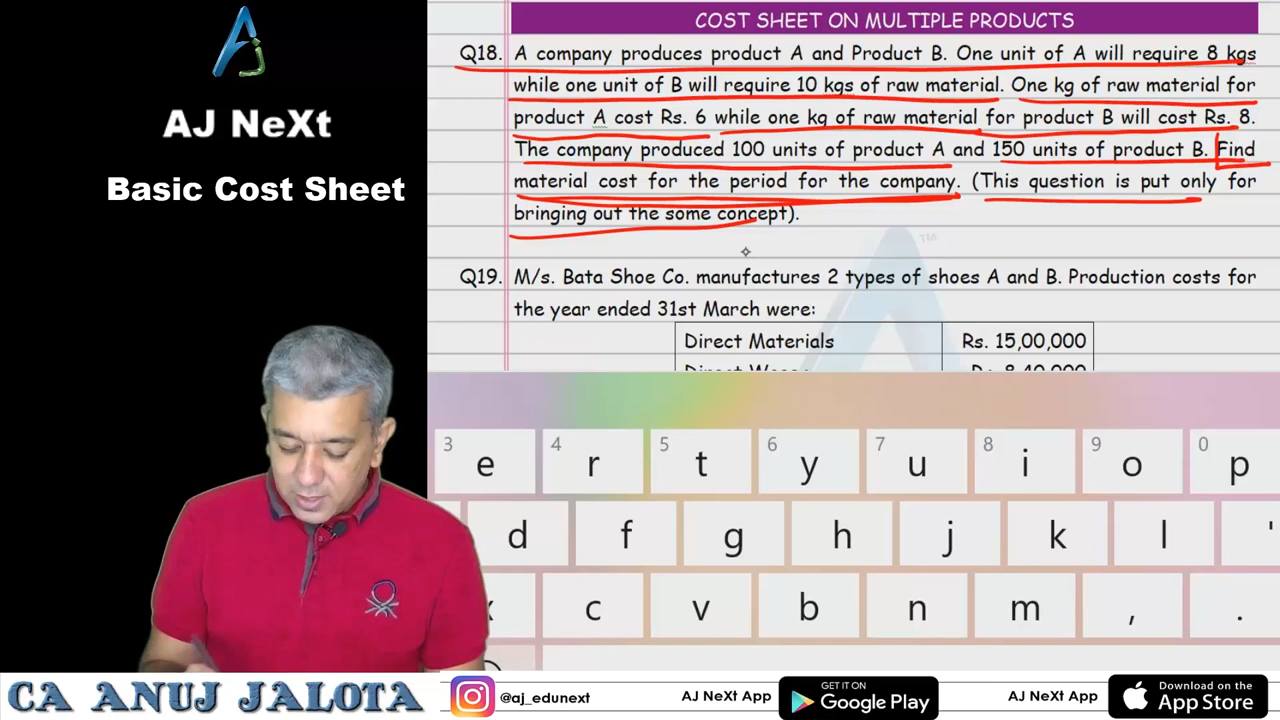 AJ NeXt
Basic Cost Sheet
COST SHEET ON MULTIPLE PRODUCTS
Q18. A company produces product A and Product B. One unit of A will require 8 kgs
while one unit of B will require 10 kgs of raw material. One kg of raw material for
product A cost Rs. 6 while one kg of raw material for product B will cost Rs. 8.
The company produced 100 units of product A and 150 units of product B. Find
material cost for the period for the company. (This question is put only for
bringing out the some concept).
Q19. M/s. Bata Shoe Co. manufactures 2 types of shoes A and B. Production costs for
the year ended 31st March were:
Direct Materials Rs. 15,00,000
3 e 4 r 5 t 6 y 7 u 8 i 9 o 0 p
d f g h j k l '
c v b n m , .
CA ANUJ JALOTA
@aj_edunext
AJ NeXt App
GET IT ON
Google Play
AJ NeXt App
Download on the
App Store